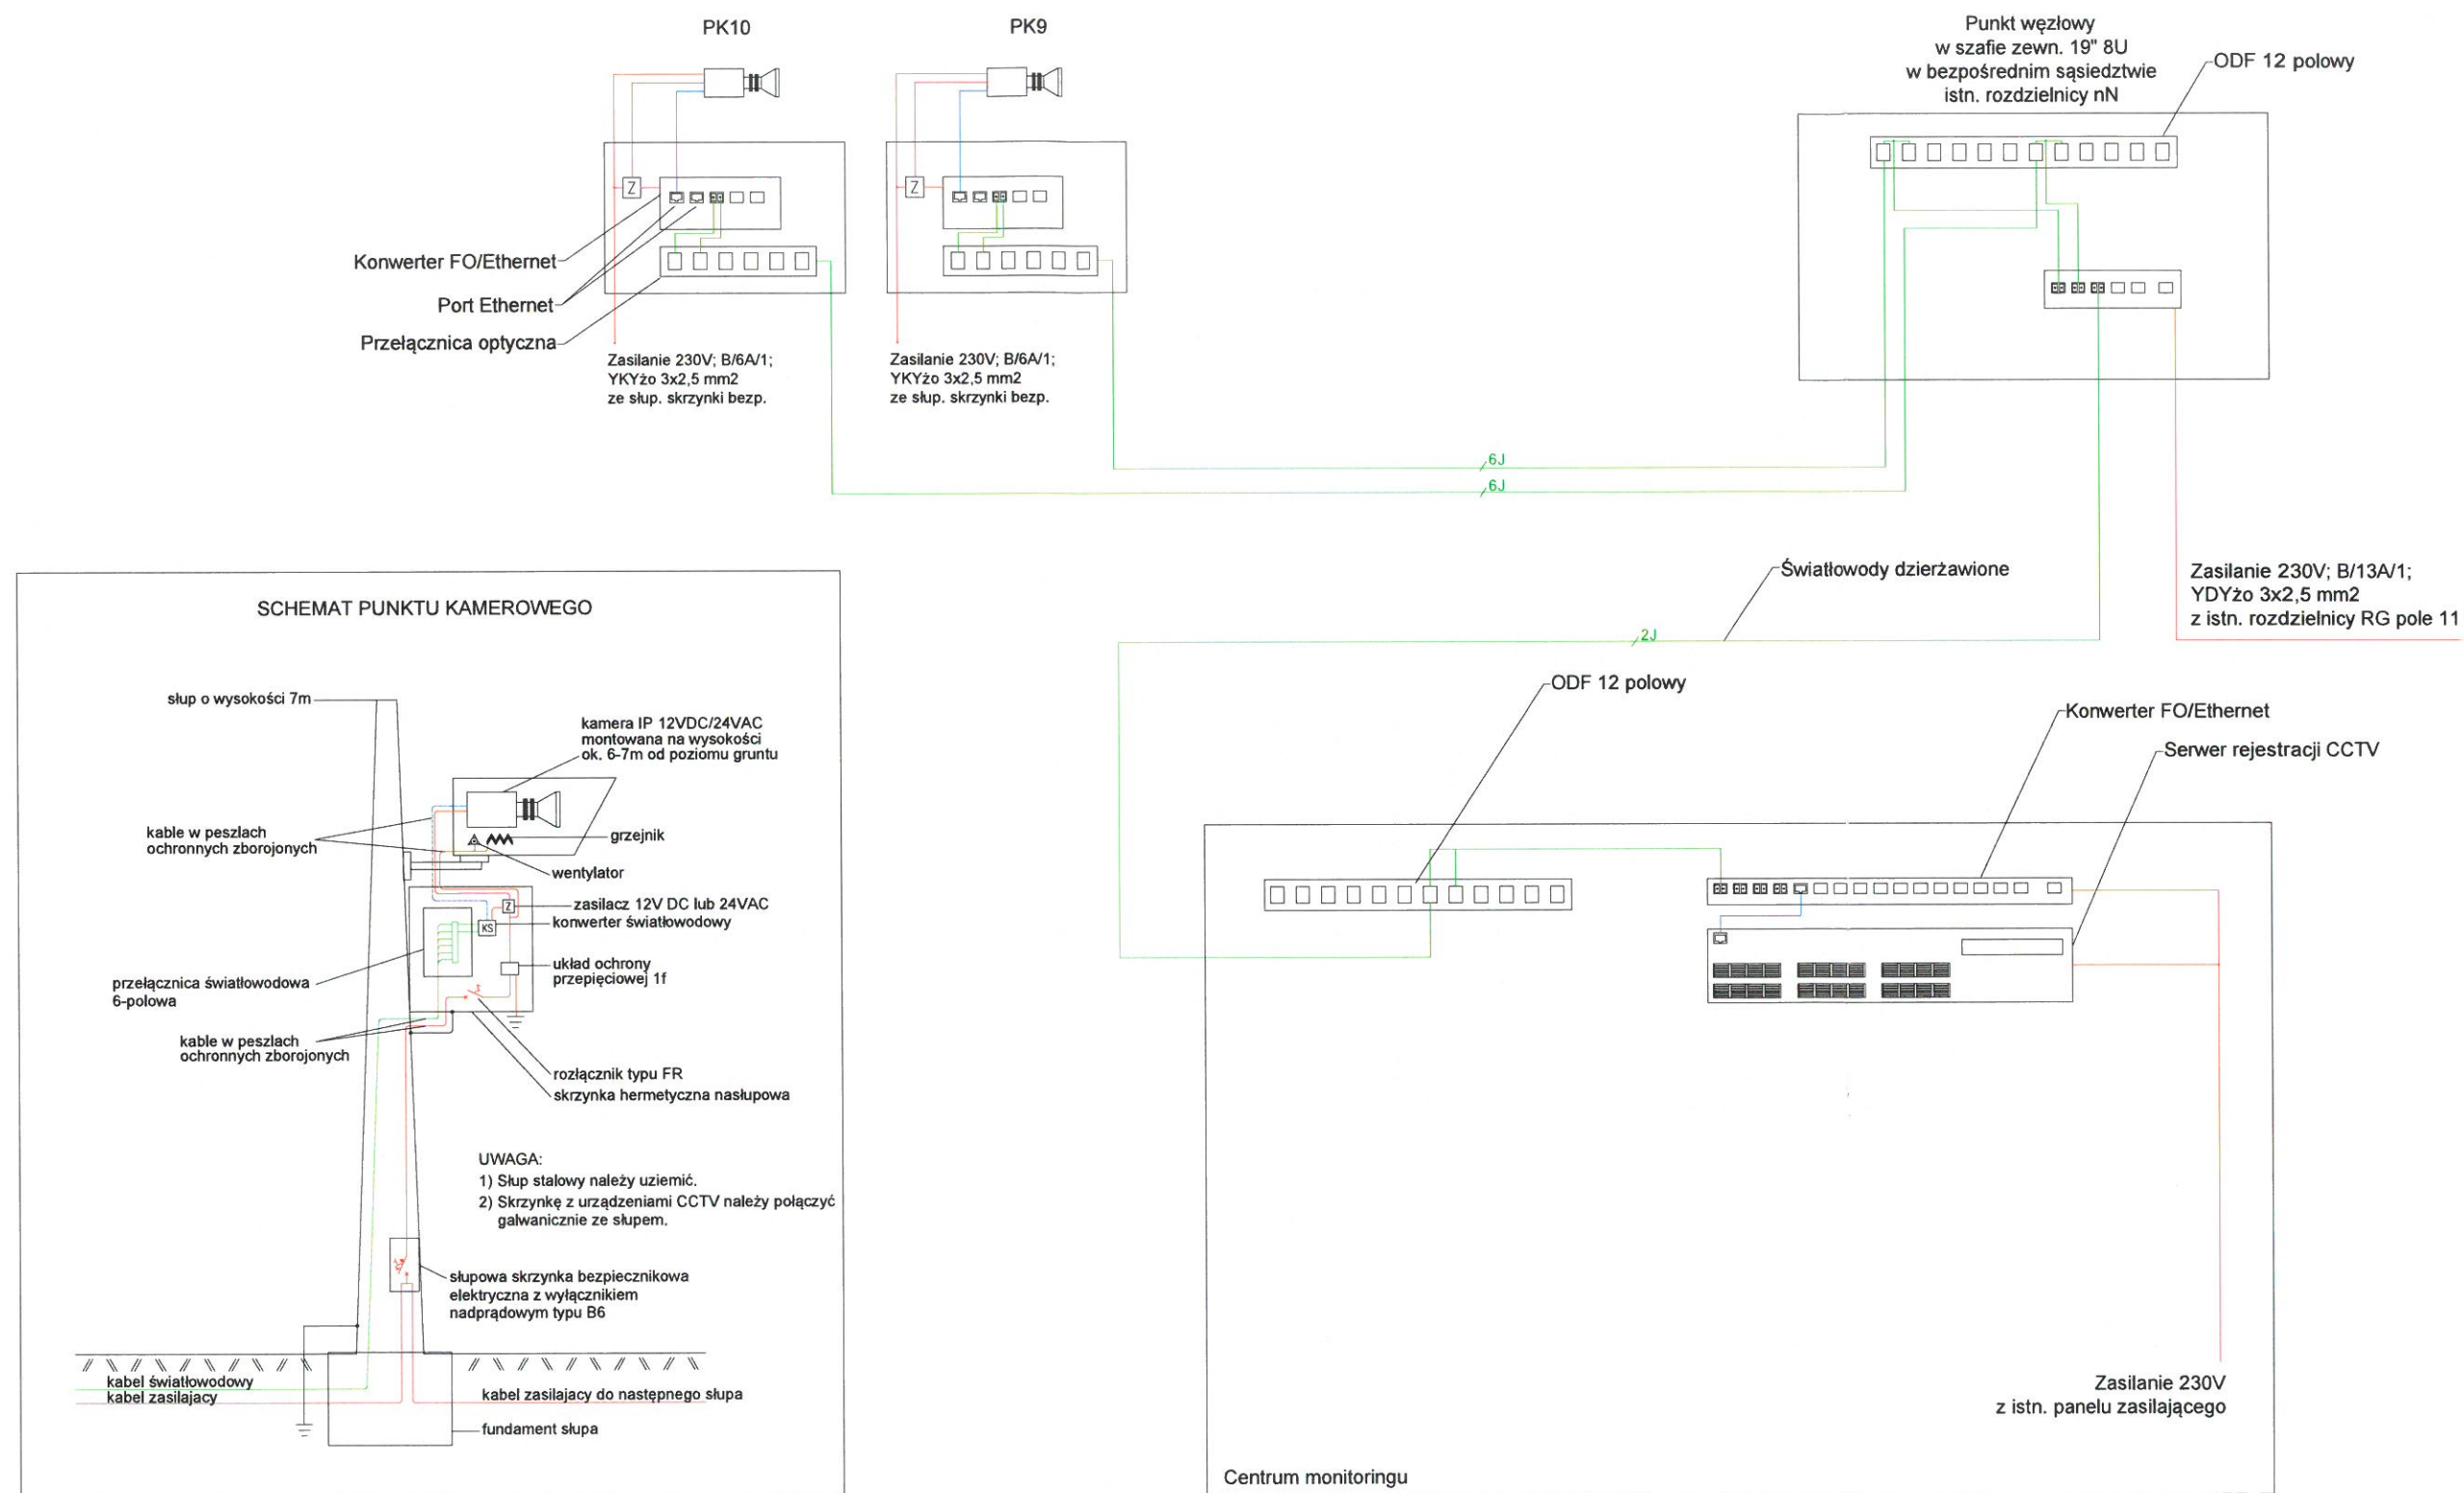 PK10
PK9
Punkt węzłowy
w szafie zewn. 19" 8U
w bezpośrednim sąsiedztwie
istn. rozdzielnicy nN
ODF 12 polowy
Z
Z
Konwerter FO/Ethernet
Port Ethernet
Przełącznica optyczna
Zasilanie 230V; B/6A/1;
YKYżo 3x2,5 mm2
ze słup. skrzynki bezp.
Zasilanie 230V; B/6A/1;
YKYżo 3x2,5 mm2
ze słup. skrzynki bezp.
6J
6J
Światłowody dzierżawione
2J
Zasilanie 230V; B/13A/1;
YDYżo 3x2,5 mm2
z istn. rozdzielnicy RG pole 11
SCHEMAT PUNKTU KAMEROWEGO
słup o wysokości 7m
kamera IP 12VDC/24VAC
montowana na wysokości
ok. 6-7m od poziomu gruntu
kable w peszlach
ochronnych zborojonych
grzejnik
wentylator
Z
zasilacz 12V DC lub 24VAC
KS
konwerter światłowodowy
układ ochrony
przepięciowej 1f
przełącznica światłowodowa
6-polowa
kable w peszlach
ochronnych zborojonych
rozłącznik typu FR
skrzynka hermetyczna nasłupowa
UWAGA:
1) Słup stalowy należy uziemić.
2) Skrzynkę z urządzeniami CCTV należy połączyć
galwanicznie ze słupem.
słupowa skrzynka bezpiecznikowa
elektryczna z wyłącznikiem
nadprądowym typu B6
kabel światłowodowy
kabel zasilajacy
kabel zasilajacy do następnego słupa
fundament słupa
ODF 12 polowy
Konwerter FO/Ethernet
Serwer rejestracji CCTV
Zasilanie 230V
z istn. panelu zasilającego
Centrum monitoringu